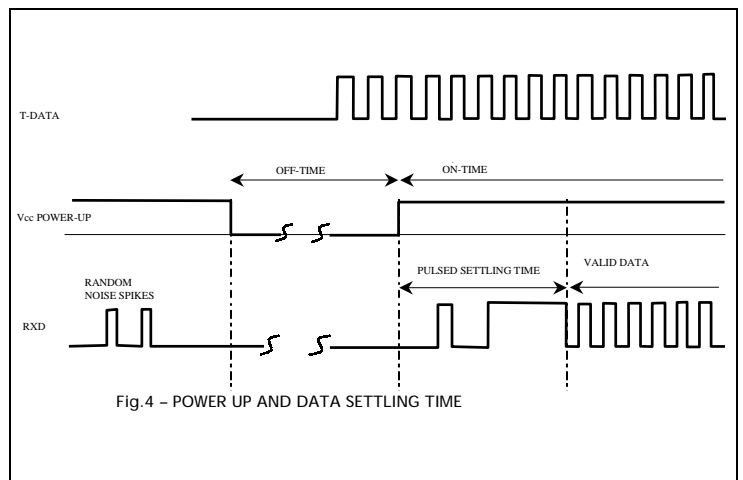 T-DATA
OFF-TIME
ON-TIME
Vcc POWER-UP
PULSED SETTLING TIME
VALID DATA
RANDOM
NOISE SPIKES
RXD
Fig.4 – POWER UP AND DATA SETTLING TIME